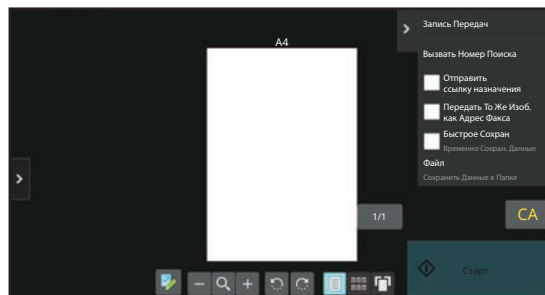 A4
Запись Передач
Вызвать Номер Поиска
Отправить
ссылку назначения
Передать То Же Изоб.
как Адрес Факса
Быстрое Сохран
Временно Сохран. Данные
Файл
Сохранить Данные в Папке
1/1
CA
Старт